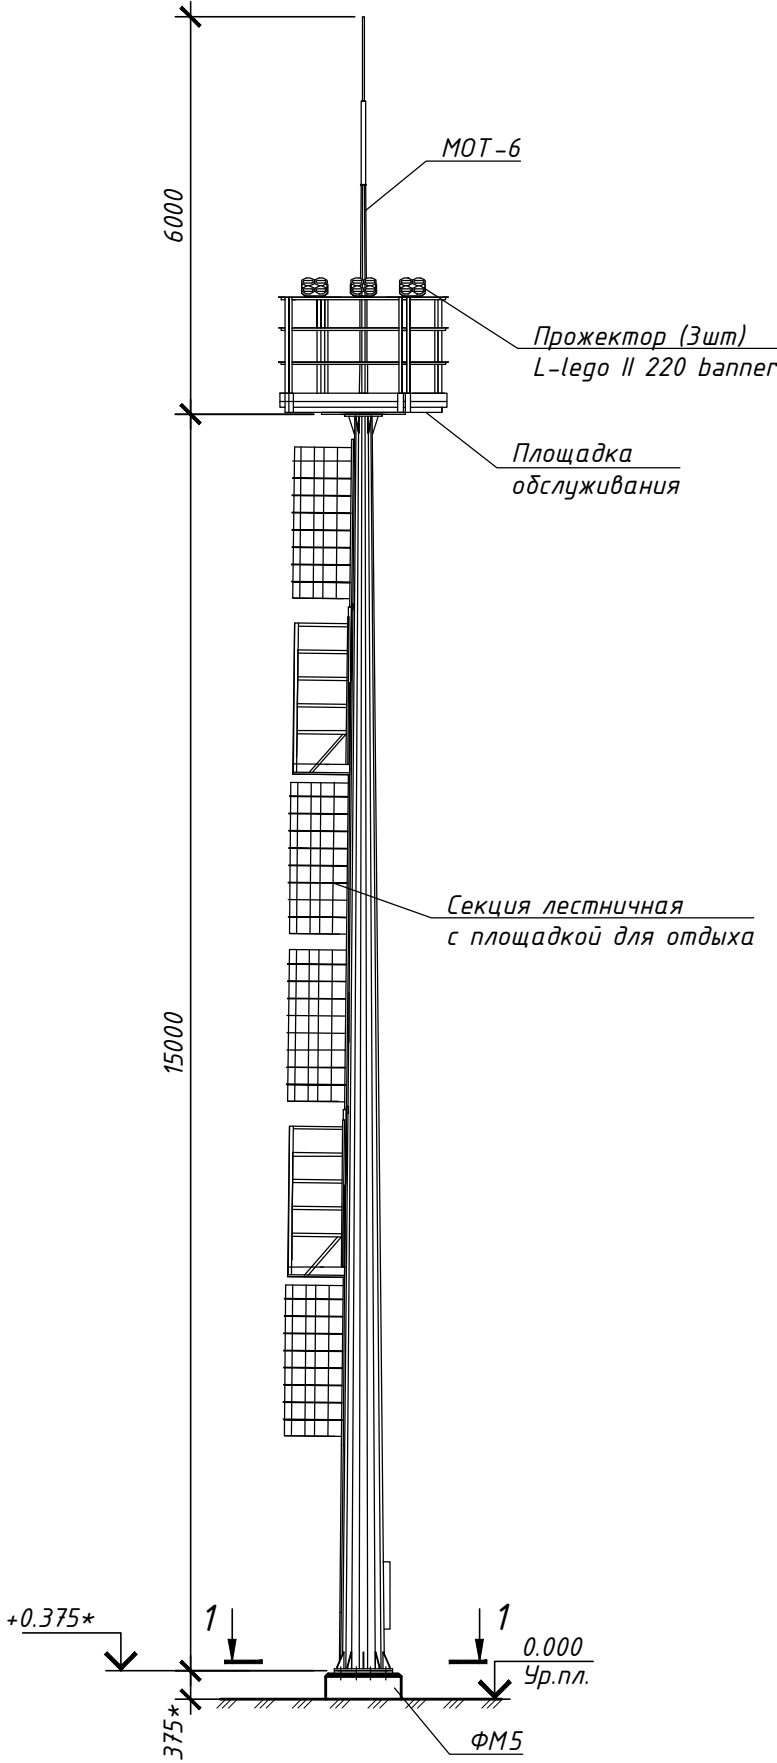 МОТ-6
6000
Прожектор (3шт)
L-lego II 220 banner
Площадка
обслуживания
Секция лестничная
с площадкой для отдыха
15000
+0.375*
1
1
0.000
Ур.пл.
375*
ФМ5